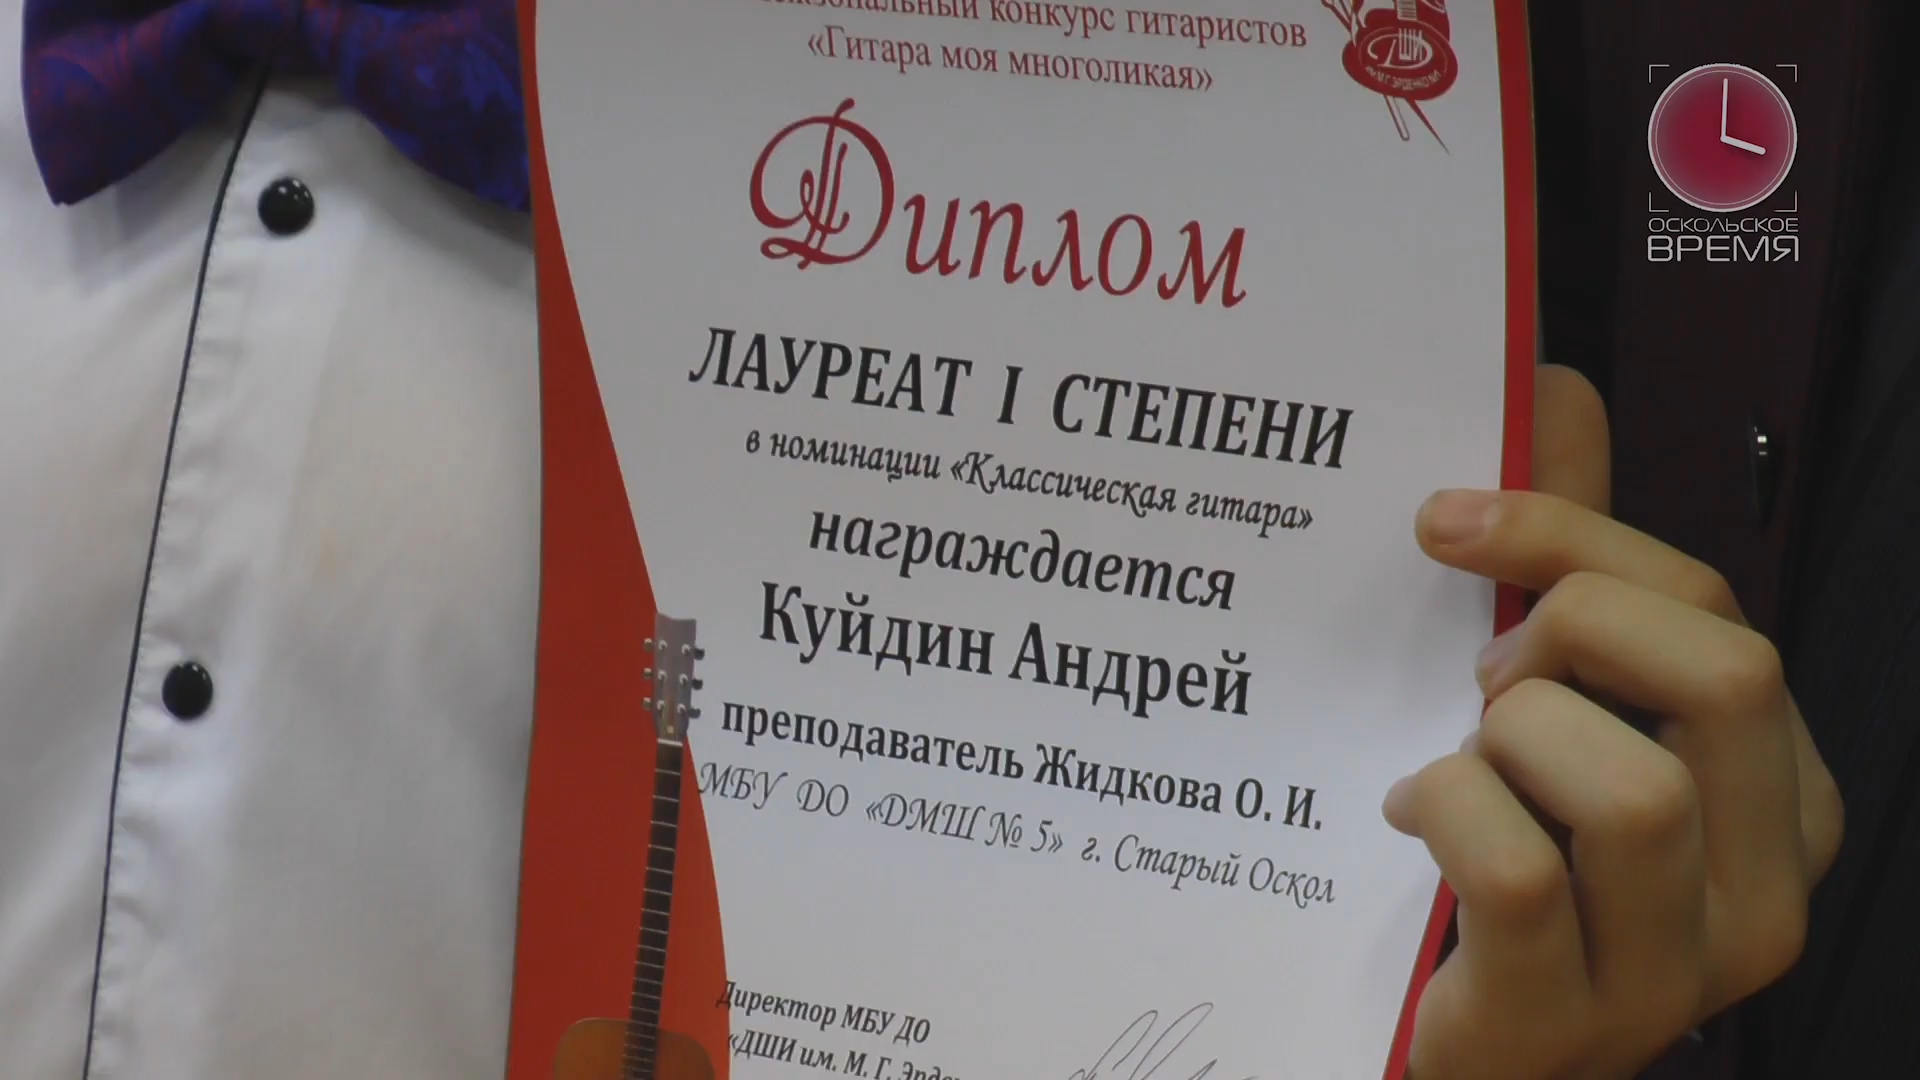 конкурс гитаристов
«Гитара моя многоликая»
ДШИ
Диплом
ЛАУРЕАТ I СТЕПЕНИ
в номинации «Классическая гитара»
награждается
Куйдин Андрей
преподаватель Жидкова О. И.
МБУ ДО «ДМШ № 5» г. Старый Оскол
Директор МБУ ДО
«ДШИ им. М. Г.
ОСКОЛЬСКОЕ
ВРЕМЯ